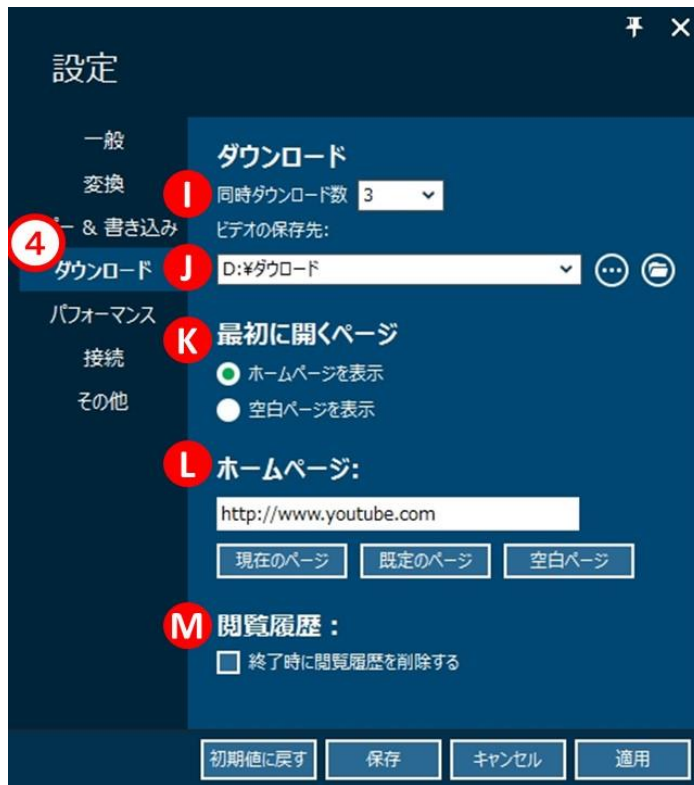 設定
一般
変換
ー & 書き込み
4
ダウンロード
パフォーマンス
接続
その他
ダウンロード
I
同時ダウンロード数 3
ビデオの保存先:
J
D:¥ダウロード
K
最初に開くページ
ホームページを表示
空白ページを表示
L
ホームページ:
http://www.youtube.com
現在のページ 既定のページ 空白ページ
M
閲覧履歴：
終了時に閲覧履歴を削除する
初期値に戻す 保存 キャンセル 適用